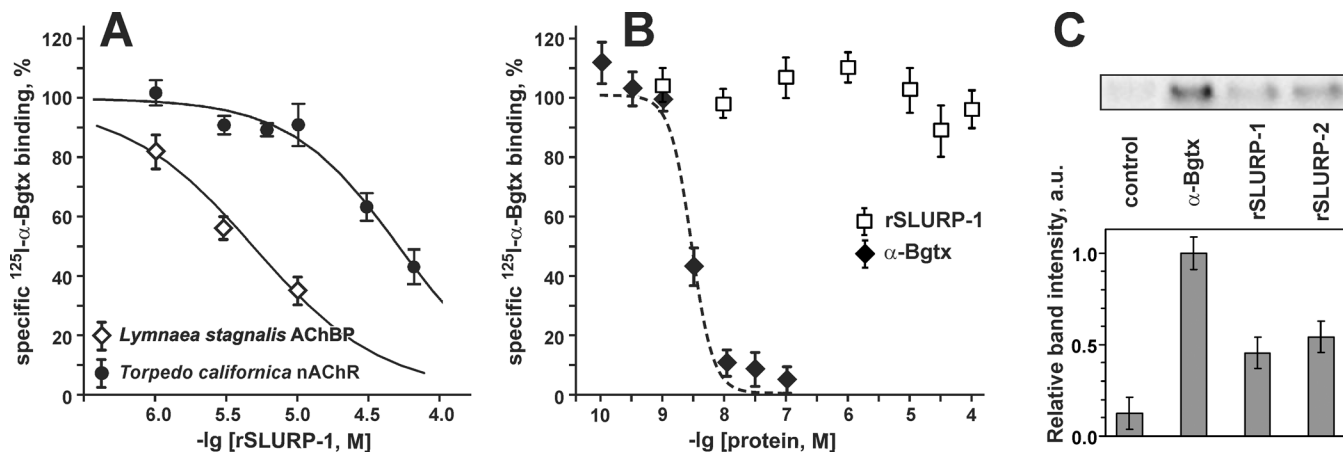 A
specific ¹²⁵I-α-Bgtx binding, %
120
100
80
60
40
20
0
Lymnaea stagnalis AChBP
Torpedo californica nAChR
6.0 5.5 5.0 4.5 4.0
-lg [rSLURP-1, M]
B
specific ¹²⁵I-α-Bgtx binding, %
120
100
80
60
40
20
0
rSLURP-1
α-Bgtx
10 9 8 7 6 5 4
-lg [protein, M]
C
control
α-Bgtx
rSLURP-1
rSLURP-2
Relative band intensity, a.u.
1.0
0.5
0.0